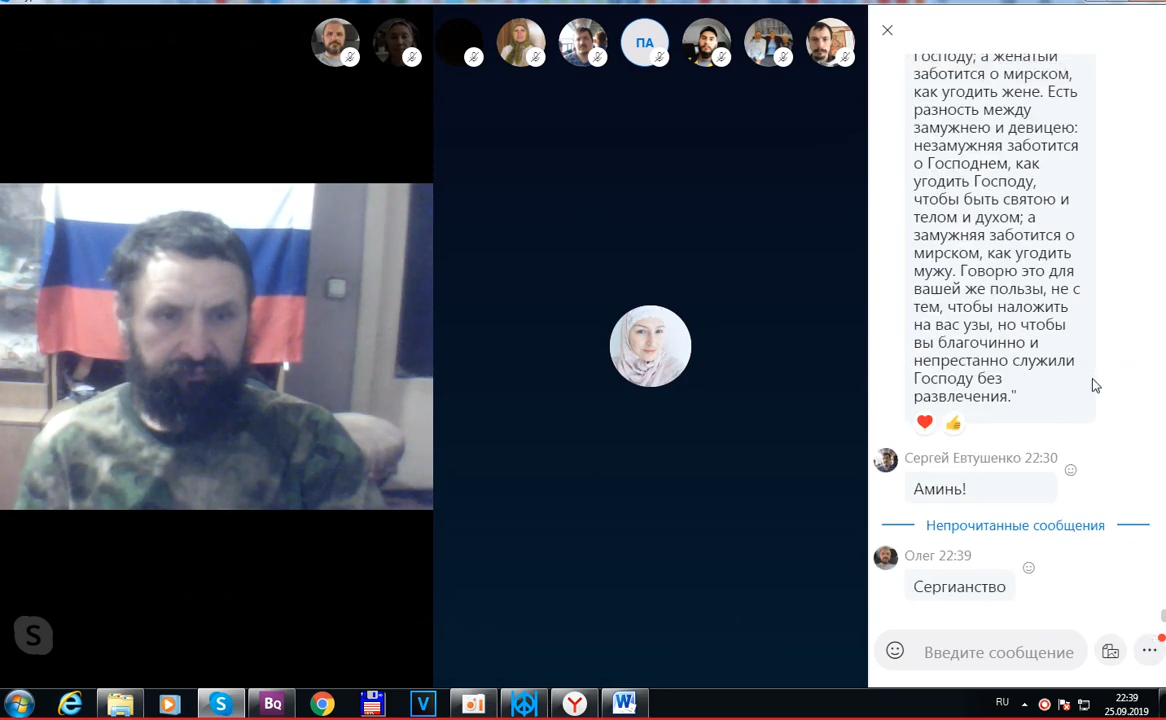 ПА
Господу; а женатый
заботится о мирском,
как угодить жене. Есть
разность между
замужнею и девицею:
незамужняя заботится
о Господнем, как
угодить Господу,
чтобы быть святою и
телом и духом; а
замужняя заботится о
мирском, как угодить
мужу. Говорю это для
вашей же пользы, не с
тем, чтобы наложить
на вас узы, но чтобы
вы благочинно и
непрестанно служили
Господу без
развлечения."
Сергей Евтушенко 22:30
Аминь!
Непрочитанные сообщения
Олег 22:39
Сергианство
Введите сообщение
S
Bq
V
RU
22:39
25.09.2019